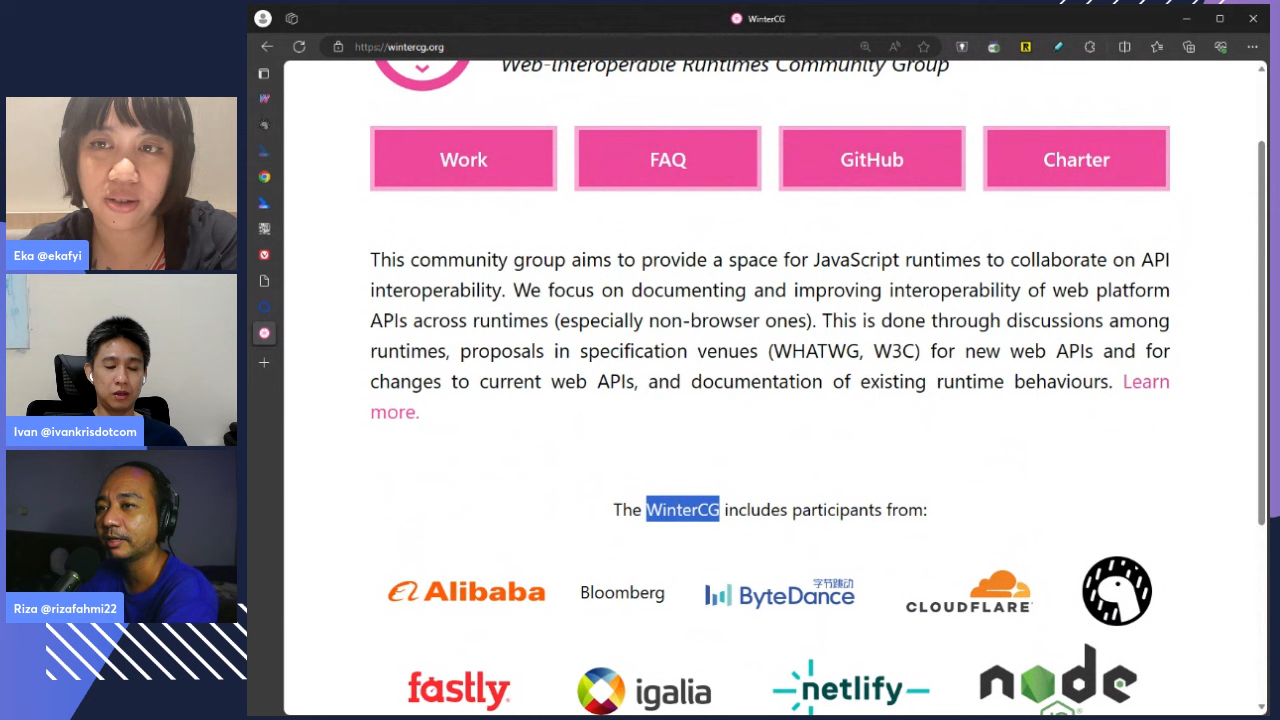 WinterCG
https://wintercg.org
Web-interoperable Runtimes Community Group
Work
FAQ
GitHub
Charter
This community group aims to provide a space for JavaScript runtimes to collaborate on API
interoperability. We focus on documenting and improving interoperability of web platform
APIs across runtimes (especially non-browser ones). This is done through discussions among
runtimes, proposals in specification venues (WHATWG, W3C) for new web APIs and for
changes to current web APIs, and documentation of existing runtime behaviours. Learn
more.
The WinterCG includes participants from:
Alibaba
Bloomberg
字节跳动
ByteDance
CLOUDFLARE
fastly
igalia
netlify
node
Eka @ekafyi
Ivan @ivankrisdotcom
Riza @rizafahmi22